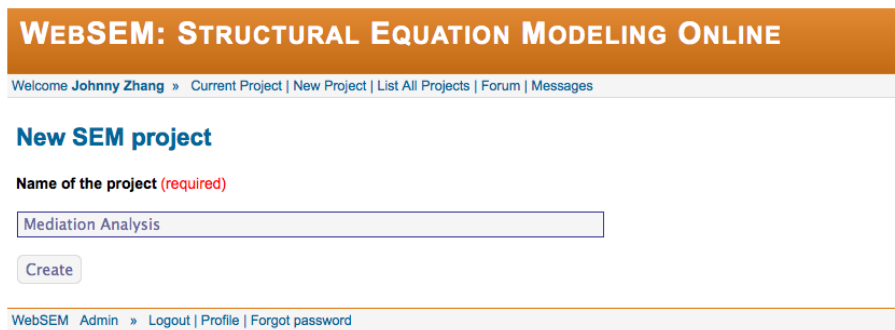 WEBSEM: STRUCTURAL EQUATION MODELING ONLINE
Welcome Johnny Zhang » Current Project | New Project | List All Projects | Forum | Messages
New SEM project
Name of the project (required)
Mediation Analysis
Create
WebSEM Admin » Logout | Profile | Forgot password